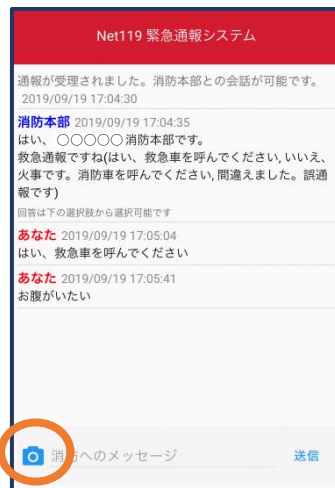 Net119 緊急通報システム
通報が受理されました。消防本部との会話が可能です。
2019/09/19 17:04:30
消防本部 2019/09/19 17:04:35
はい、 〇〇〇〇〇 消防本部です。
救急通報ですね(はい、救急車を呼んでください, いいえ、
火事です。消防車を呼んでください, 間違えました。誤通
報です)
回答は下の選択肢から選択可能です
あなた 2019/09/19 17:05:04
はい、救急車を呼んでください
あなた 2019/09/19 17:05:41
お腹がいたい
消防へのメッセージ 送信